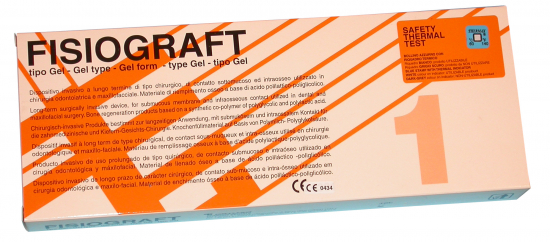 FISIOGRAFT
tipo Gel - Gel type - Gel form - type Gel - tipo Gel
Dispositivo invasivo a lungo termine di tipo chirurgico, di contatto sottomucoso ed intraosseo utilizzato in
chirurgia odontoiatrica e maxillofacciale. Materiale di riempimento osseo a base di acido polilattico-poliglicolico.
Long-term surgically invasive device, for submucous membrane and intraosseous contact utilized in dental and
maxillofacial surgery. Bone regeneration product based on a synthetic co-polymer of polylactic and polyglycolic acid.
Chirurgisch-invasive Produkte bestimmt zur langzeitigen Anwendung, mit submukösen und intraossären Kontakt für
die zahnmedizinische und Kiefern-Gesichts-Chirurgie. Knochenfüllmaterial auf Basis von Polymilch-Polyglykolsäure.
Dispositif invasif à long terme de type chirurgical, de contact sous-muqueux et intra-osseux utilisé en chirurgie
odontologique et maxillo-faciale. Matériau de remplissage osseux à base d'acide polylactique-polyglycolique.
Producto invasivo de uso prolongado de tipo quirúrgico, de contacto submucoso e intraóseo utilizado en
cirugía odontológica y maxilofacial. Material de llenado óseo a base de ácido poliláctico-poliglicólico.
Dispositivo invasivo de longo prazo de carácter cirúrgico, de contacto submucoso e intra-ósseo utilizado em
cirurgia odontológica e maxilo-facial. Material de enchimento ósseo à base de ácido poliláctico-poliglicólico.
CE CE 0434
SAFETY
THERMAL
TEST
1
FISIOGRAFT